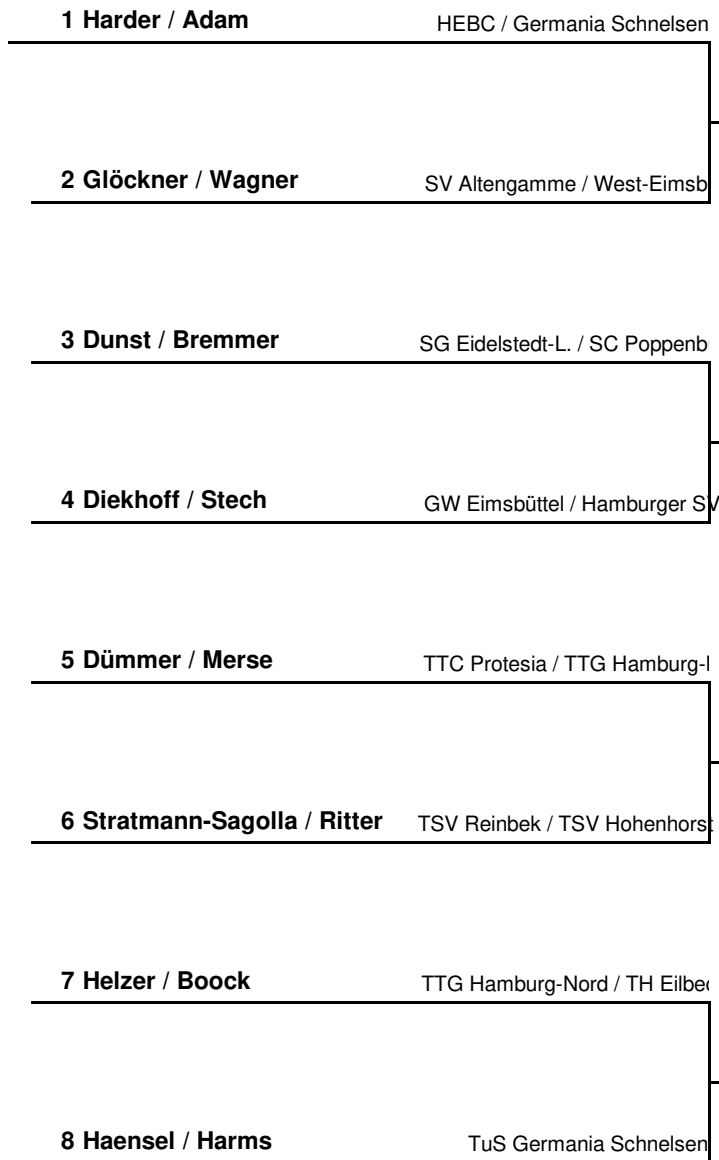 1 Harder / Adam HEBC / Germania Schnelsen
2 Glöckner / Wagner SV Altengamme / West-Eimsb
3 Dunst / Bremmer SG Eidelstedt-L. / SC Poppenb
4 Diekhoff / Stech GW Eimsbüttel / Hamburger SV
5 Dümmer / Merse TTC Protesia / TTG Hamburg-
6 Stratmann-Sagolla / Ritter TSV Reinbek / TSV Hohenhorst
7 Helzer / Boock TTG Hamburg-Nord / TH Eilbec
8 Haensel / Harms TuS Germania Schnelsen